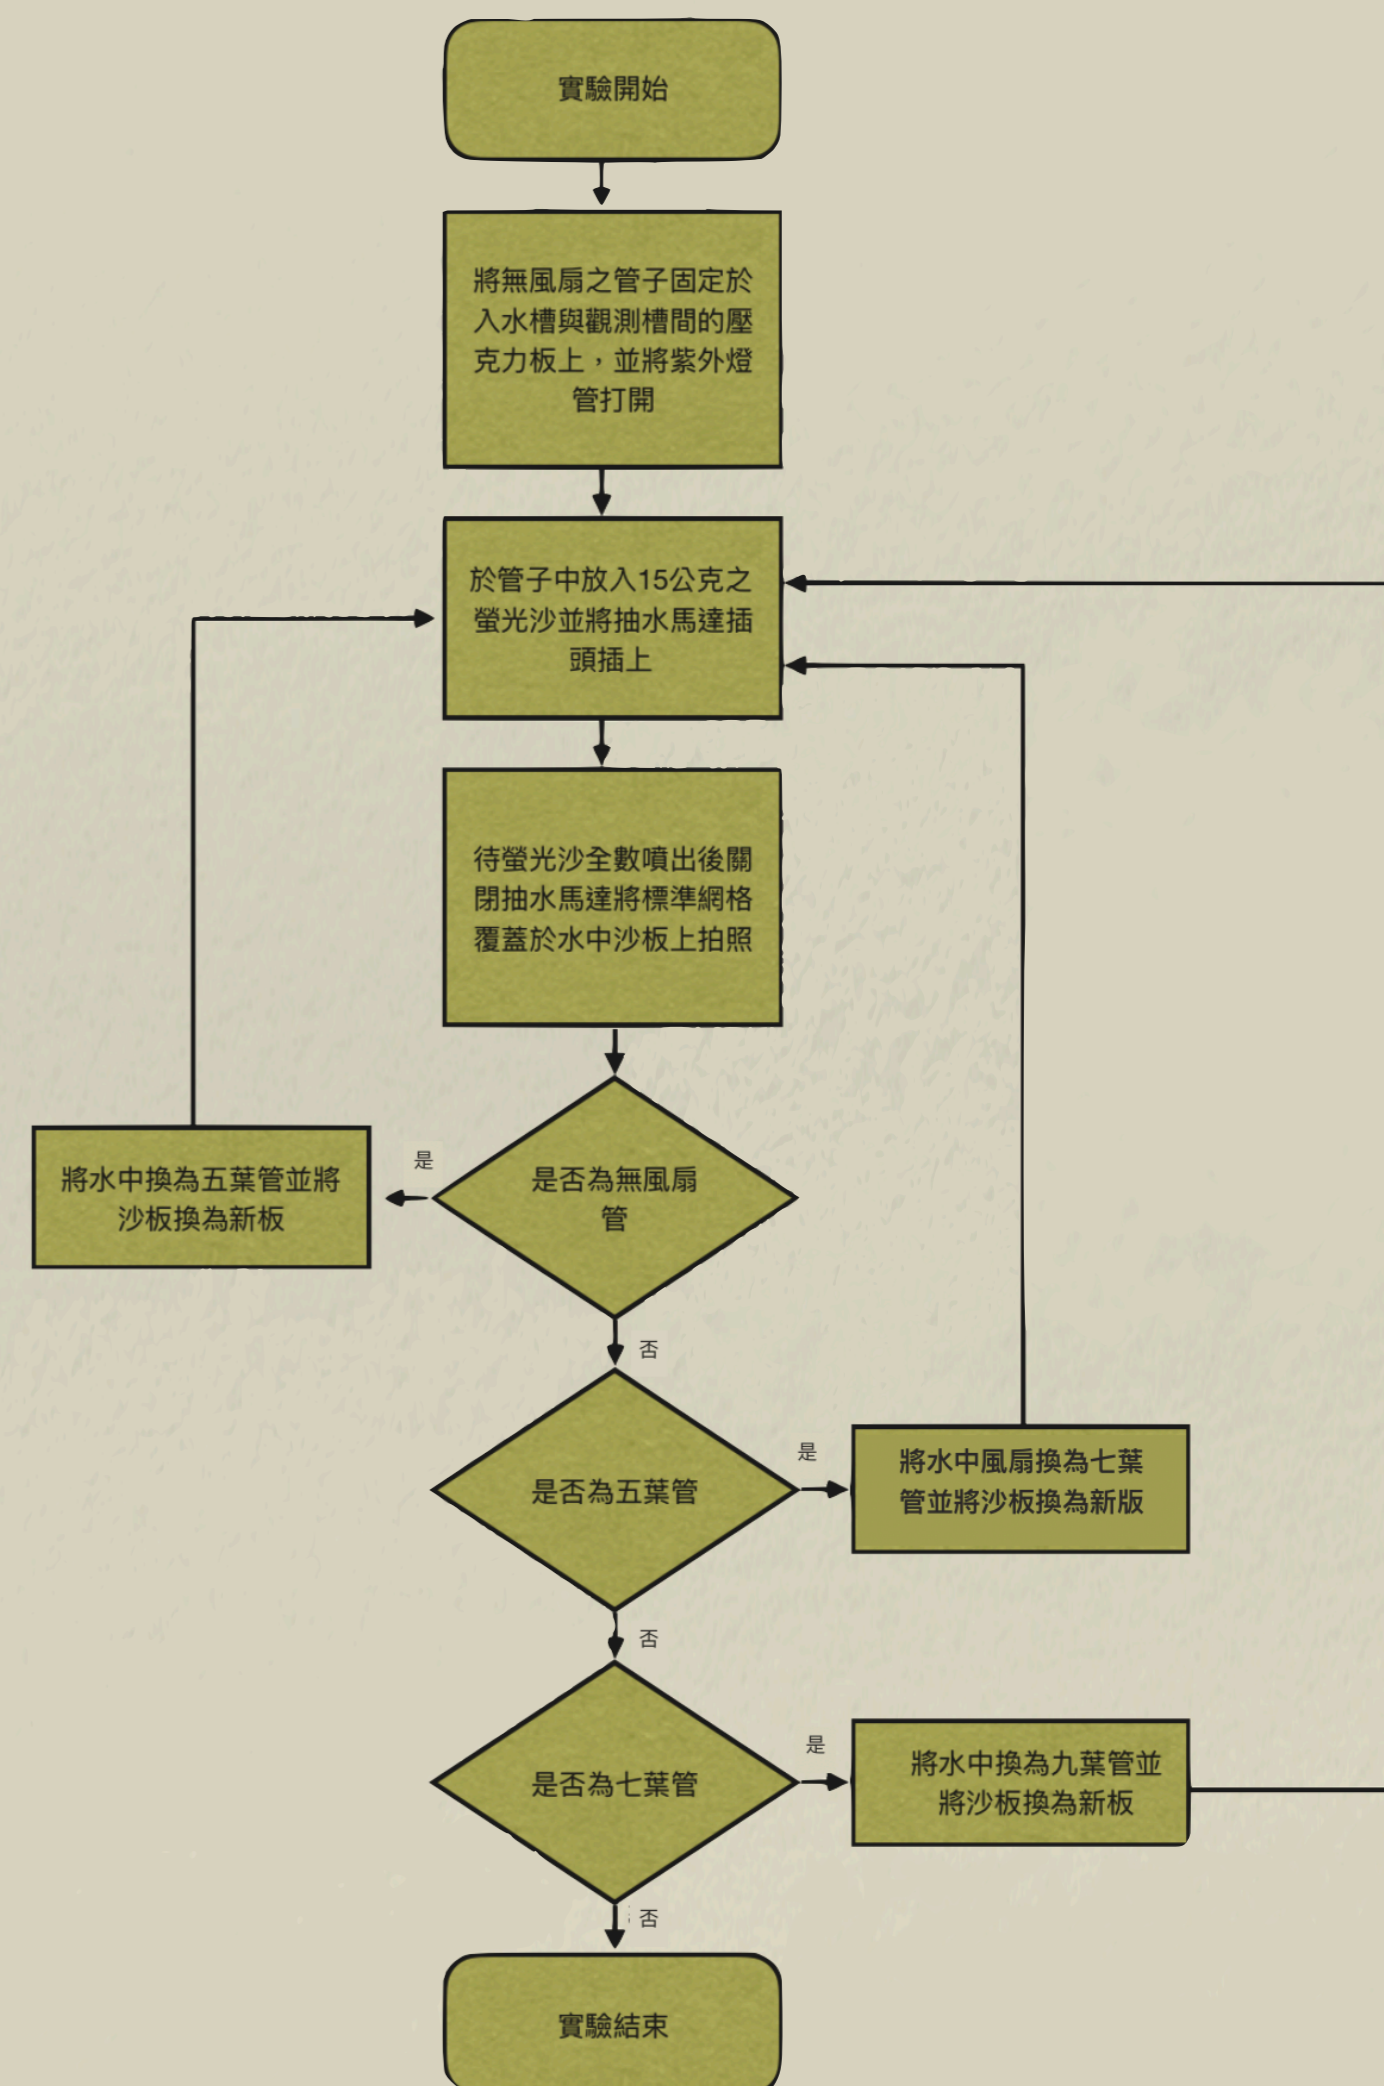 實驗開始
將無風扇之管子固定於
入水槽與觀測槽間的壓
克力板上，並將紫外燈
管打開
於管子中放入15公克之
螢光沙並將抽水馬達插
頭插上
待螢光沙全數噴出後關
閉抽水馬達將標準網格
覆蓋於水中沙板上拍照
是否為無風扇
管
是
將水中換為五葉管並將
沙板換為新板
否
是否為五葉管
是
將水中風扇換為七葉
管並將沙板換為新版
否
是否為七葉管
是
將水中換為九葉管並
將沙板換為新板
否
實驗結束